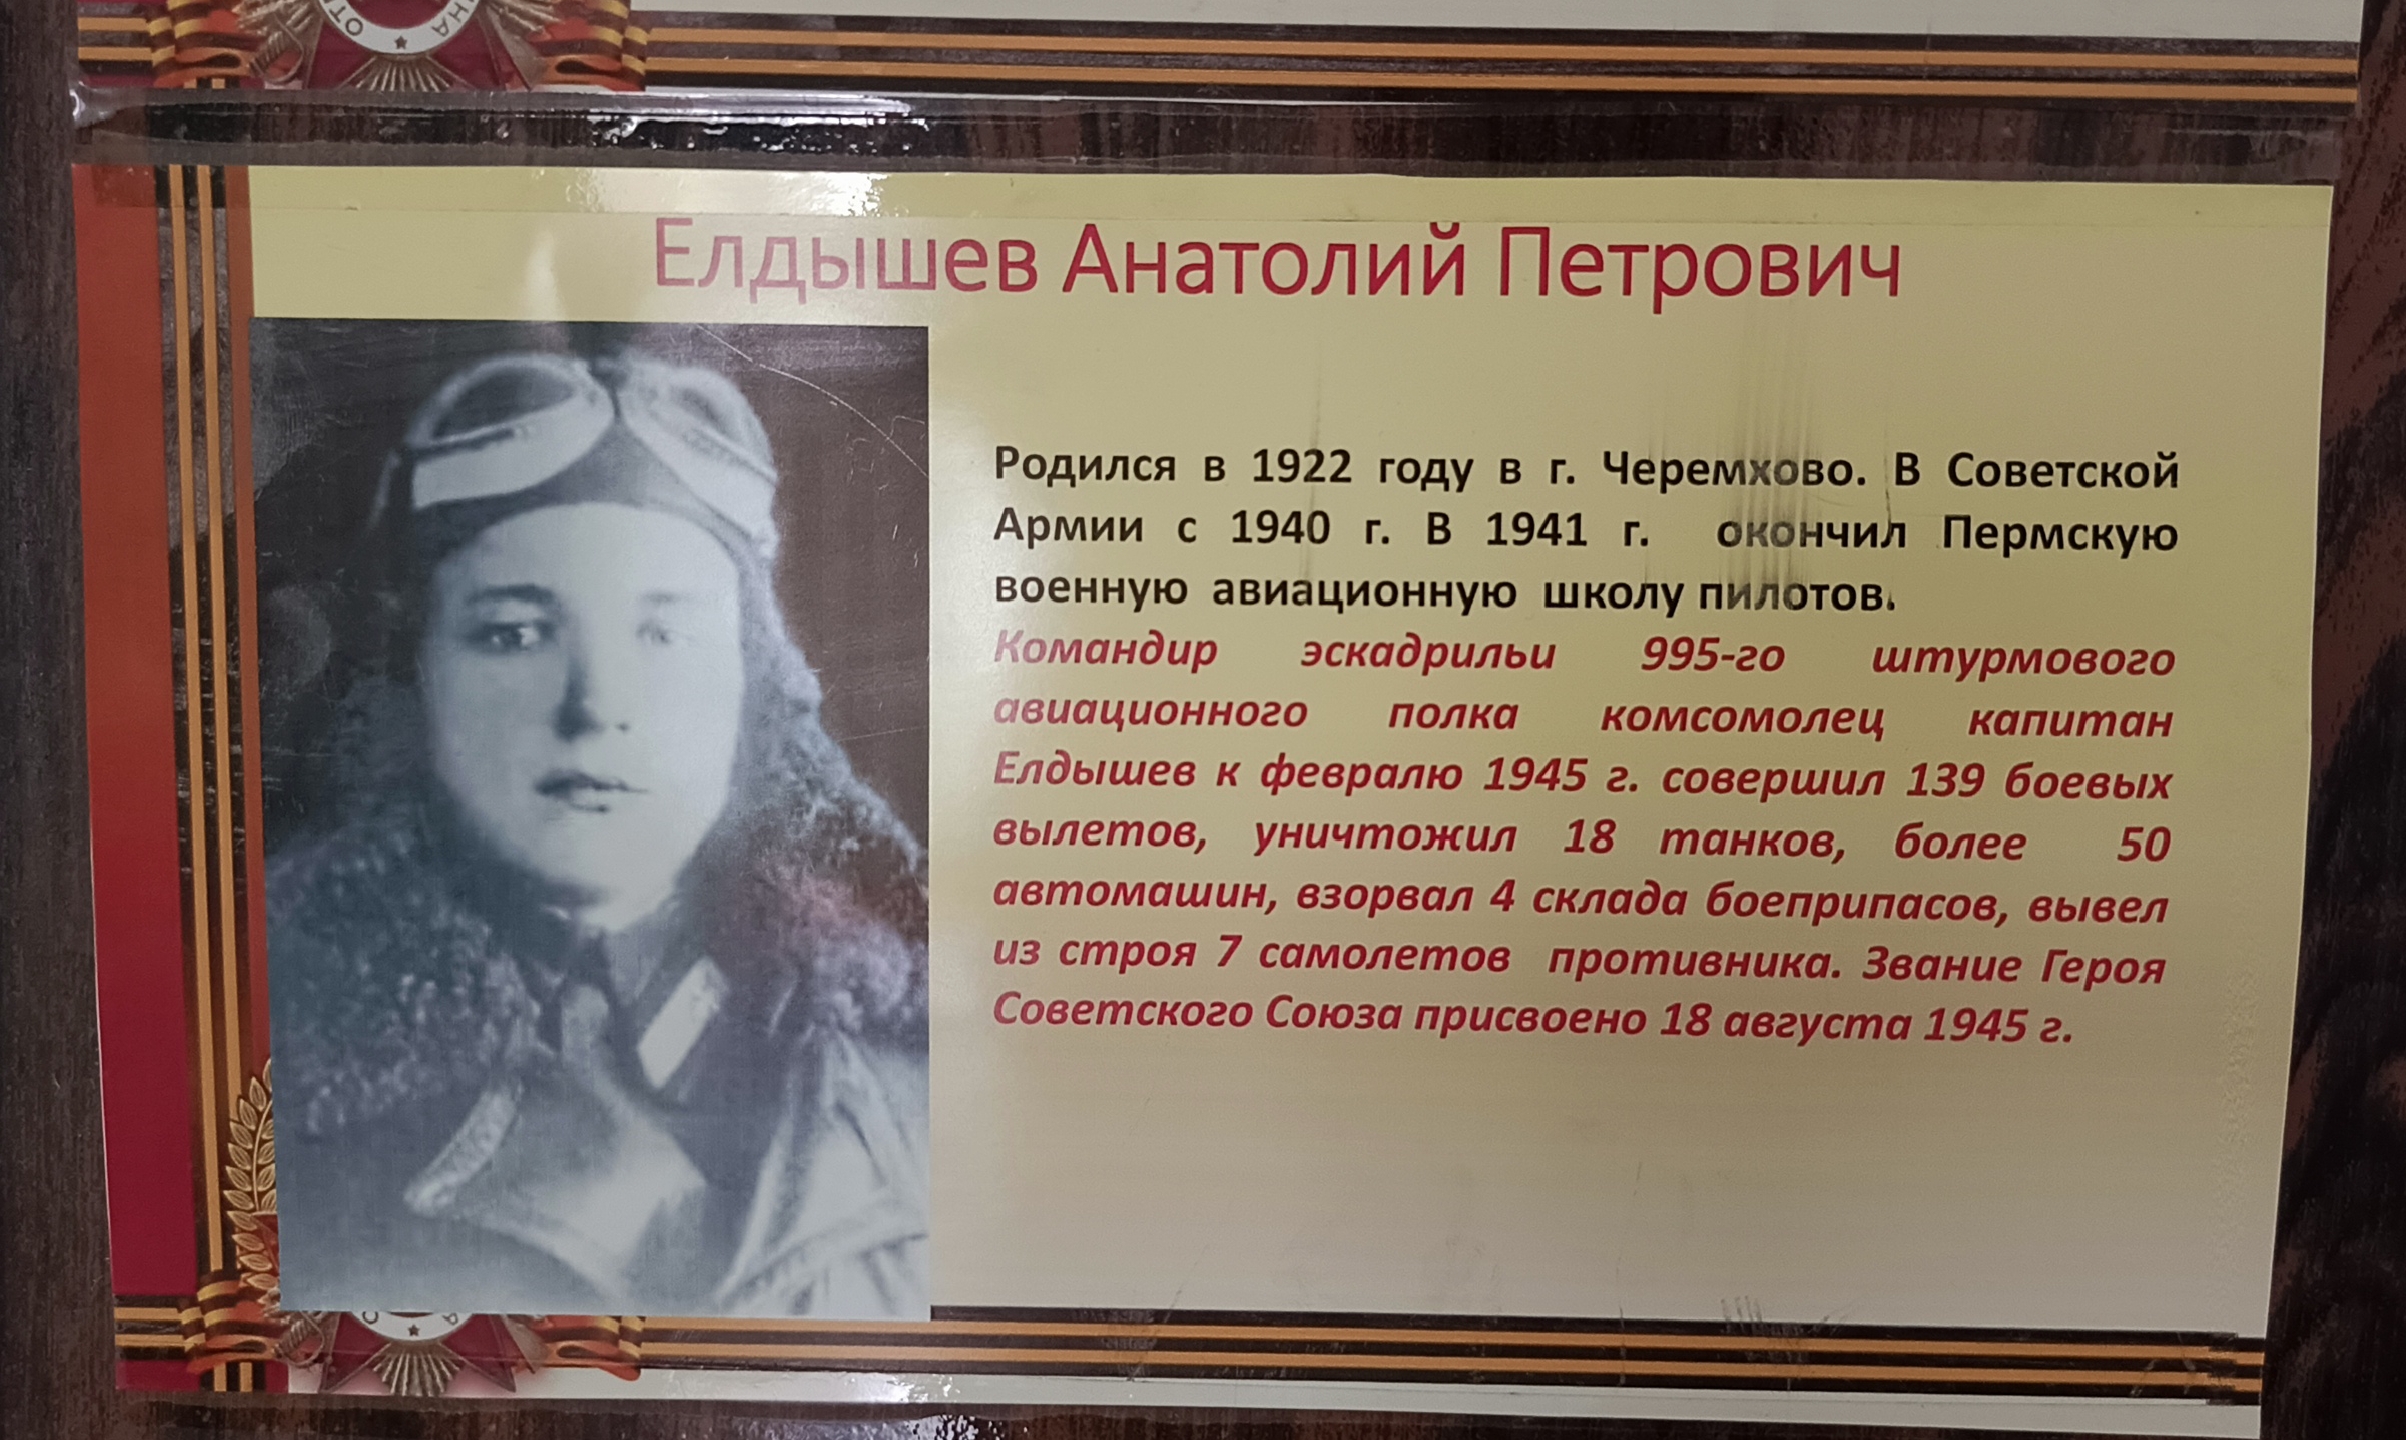 Елдышев Анатолий Петрович
Родился в 1922 году в г. Черемхово. В Советской
Армии с 1940 г. В 1941 г. окончил Пермскую
военную авиационную школу пилотов.
Командир эскадрильи 995-го штурмового
авиационного полка комсомолец капитан
Елдышев к февралю 1945 г. совершил 139 боевых
вылетов, уничтожил 18 танков, более 50
автомашин, взорвал 4 склада боеприпасов, вывел
из строя 7 самолетов противника. Звание Героя
Советского Союза присвоено 18 августа 1945 г.